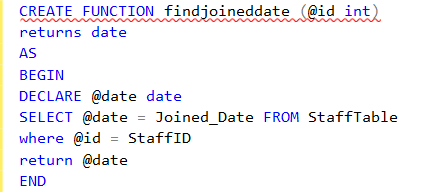 CREATE FUNCTION findjoineddate (@id int)
returns date
AS
BEGIN
DECLARE @date date
SELECT @date = Joined_Date FROM StaffTable
where @id = StaffID
return @date
END